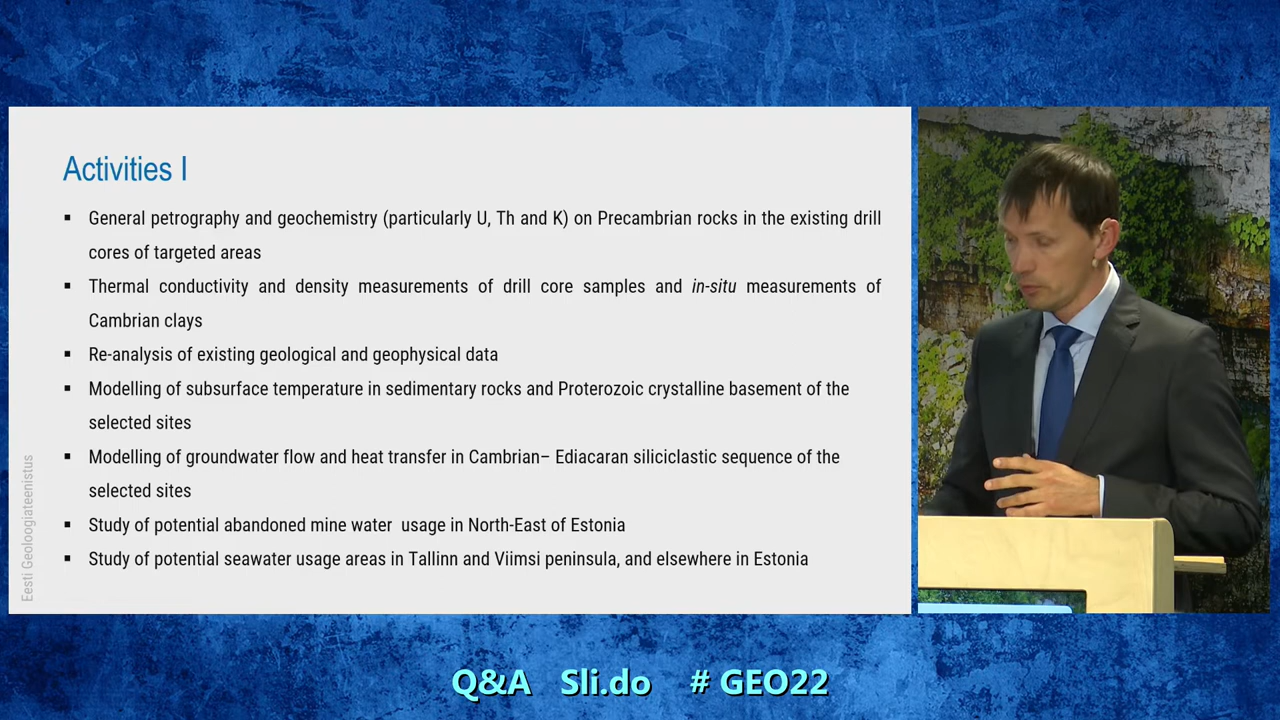 Activities I
▪ General petrography and geochemistry (particularly U, Th and K) on Precambrian rocks in the existing drill
cores of targeted areas
▪ Thermal conductivity and density measurements of drill core samples and in-situ measurements of
Cambrian clays
▪ Re-analysis of existing geological and geophysical data
▪ Modelling of subsurface temperature in sedimentary rocks and Proterozoic crystalline basement of the
selected sites
▪ Modelling of groundwater flow and heat transfer in Cambrian– Ediacaran siliciclastic sequence of the
selected sites
▪ Study of potential abandoned mine water  usage in North-East of Estonia
▪ Study of potential seawater usage areas in Tallinn and Viimsi peninsula, and elsewhere in Estonia
Eesti Geoloogiateenistus
Q&A Sli.do # GEO22